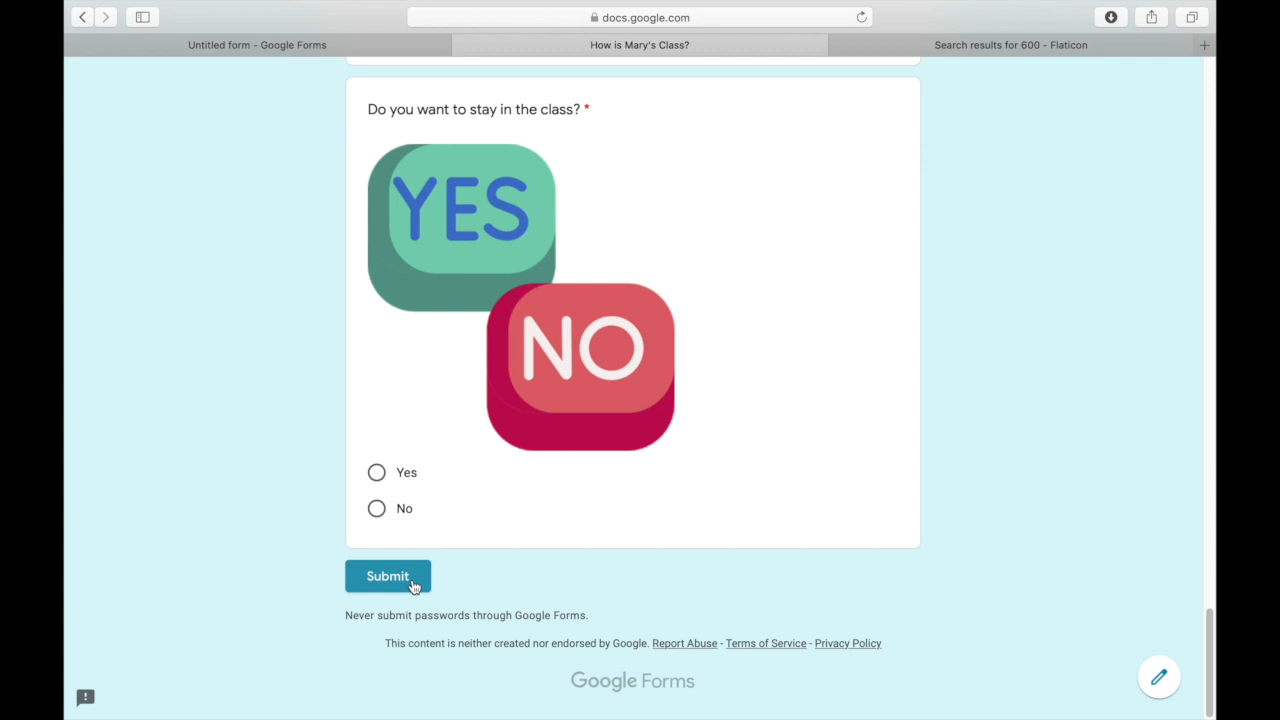 docs.google.com
Untitled form - Google Forms
How is Mary's Class?
Search results for 600 - Flaticon
Do you want to stay in the class? *
YES
NO
Yes
No
Submit
Never submit passwords through Google Forms.
This content is neither created nor endorsed by Google. Report Abuse - Terms of Service - Privacy Policy
Google Forms